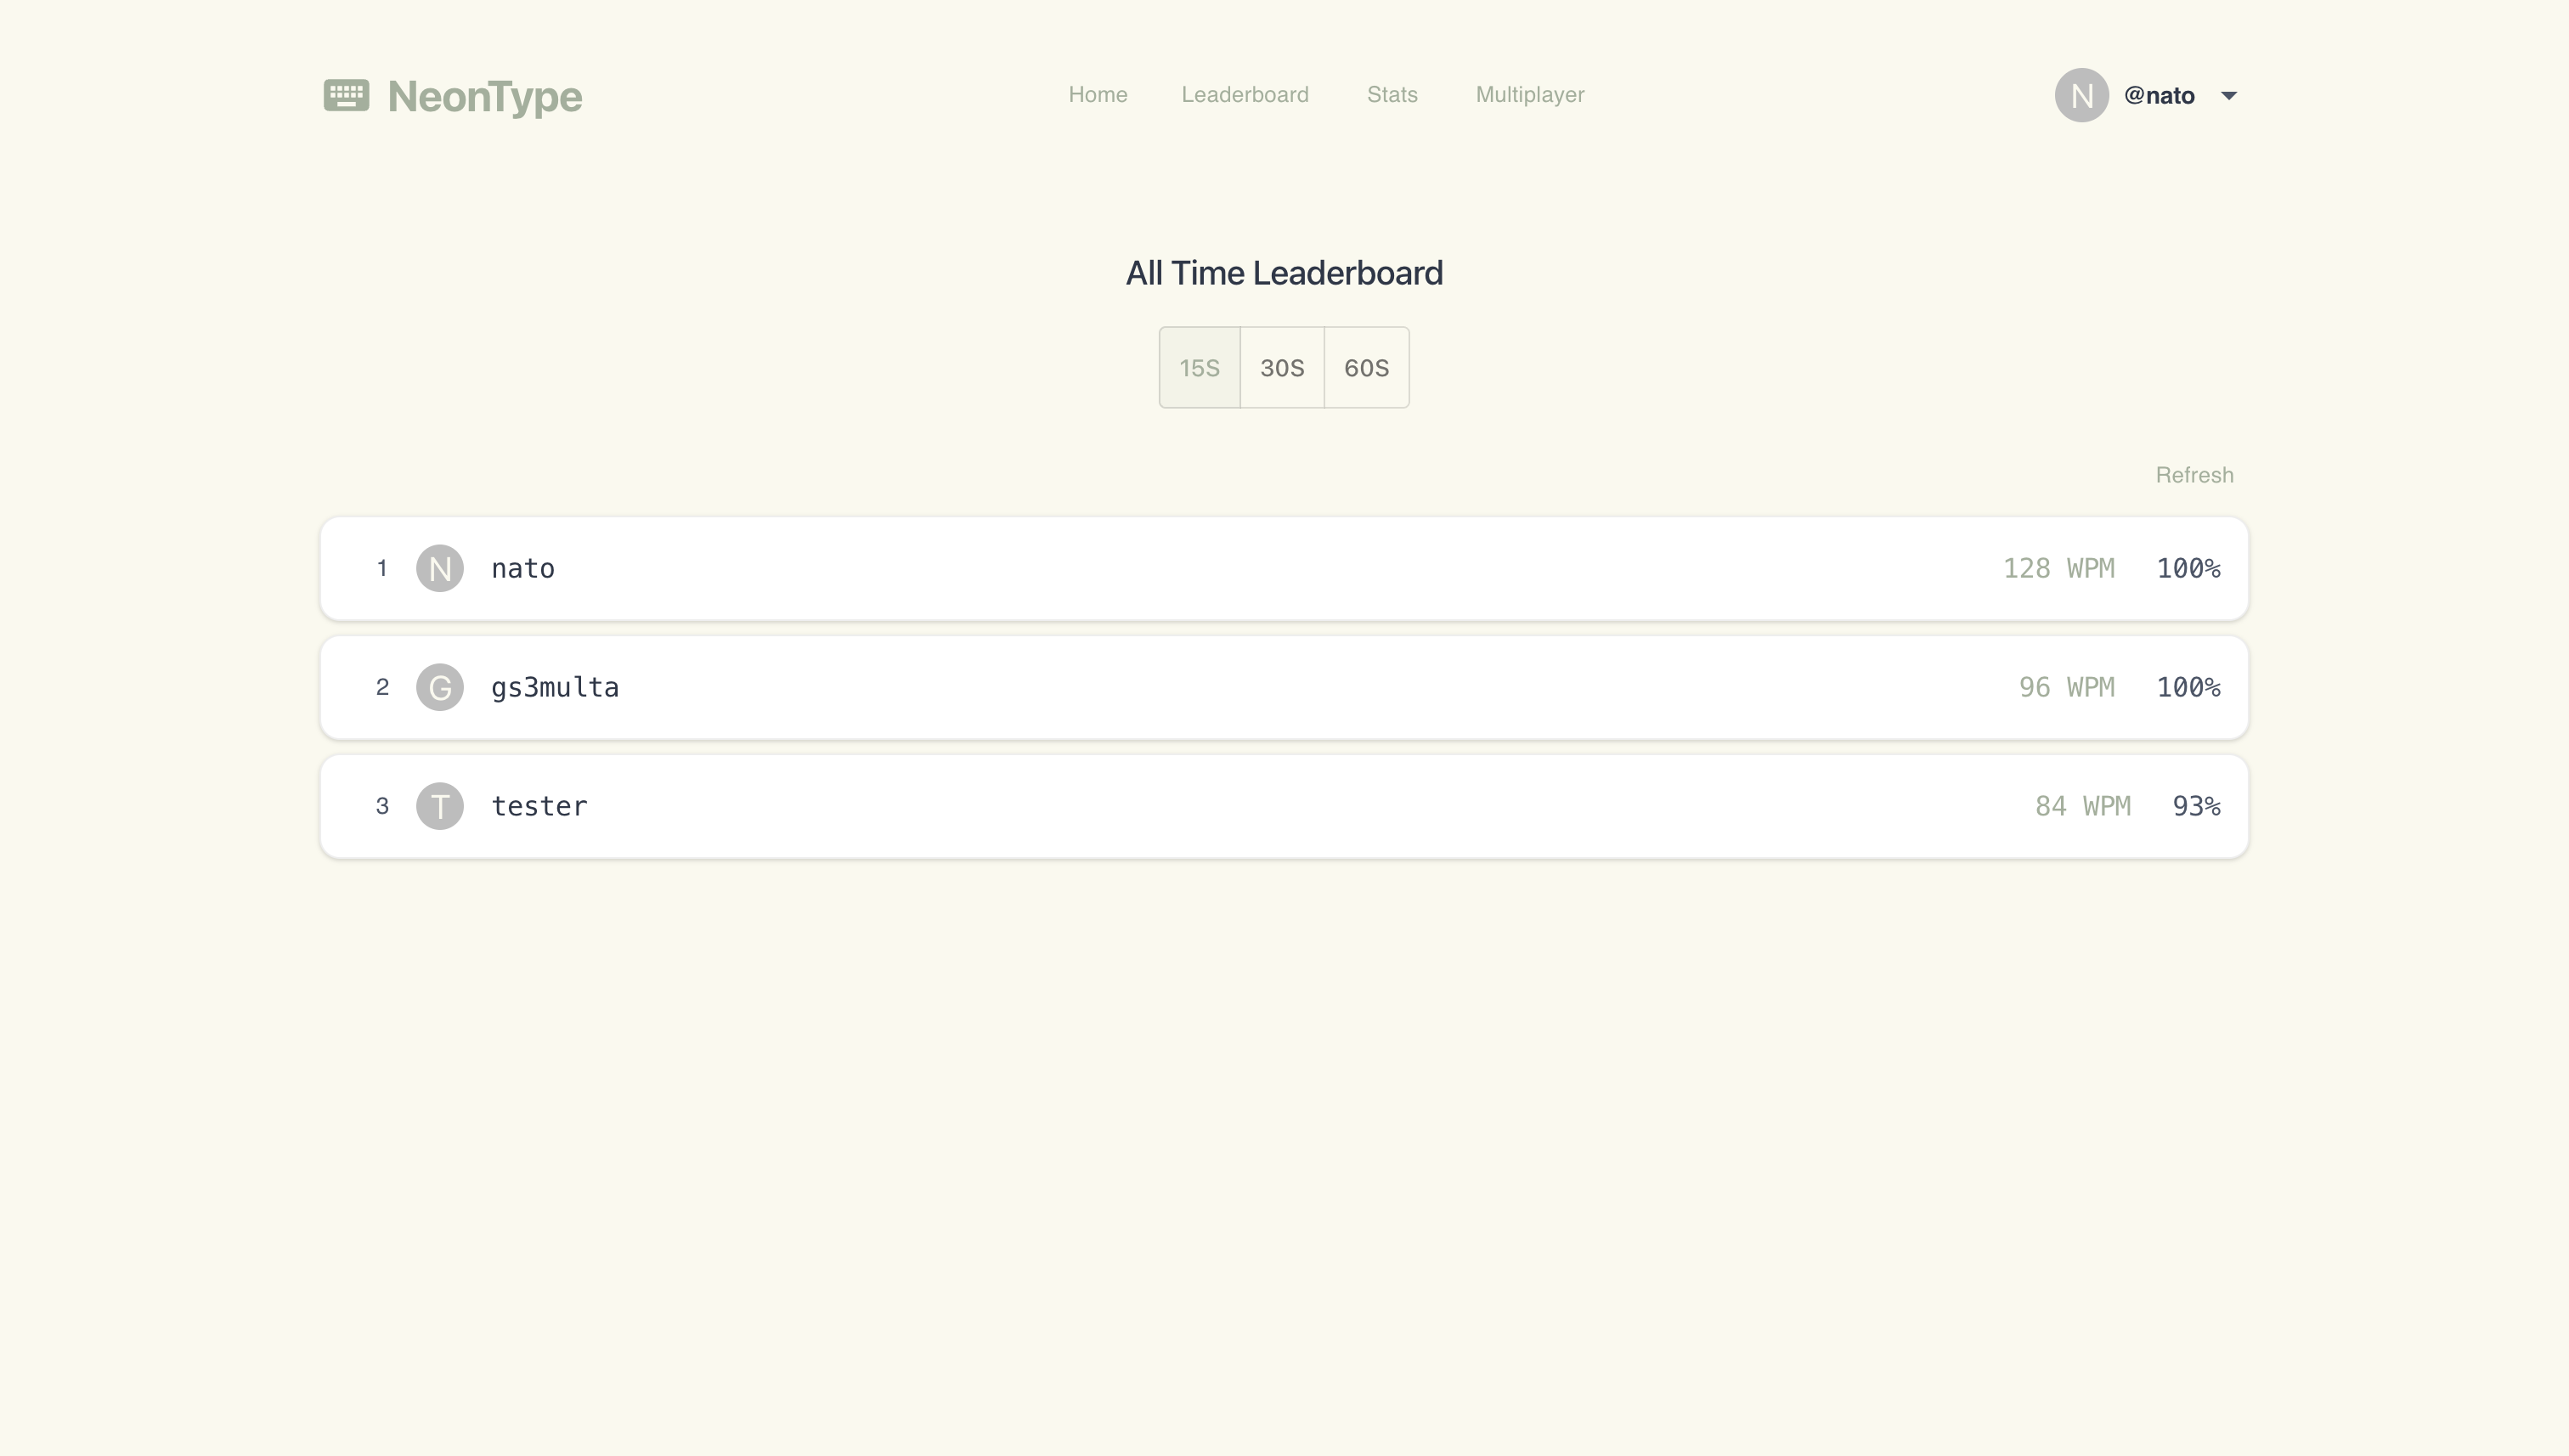 NeonType Home Leaderboard Stats Multiplayer N @nato
All Time Leaderboard
15S 30S 60S
Refresh
1 N nato 128 WPM 100%
2 G gs3multa 96 WPM 100%
3 T tester 84 WPM 93%